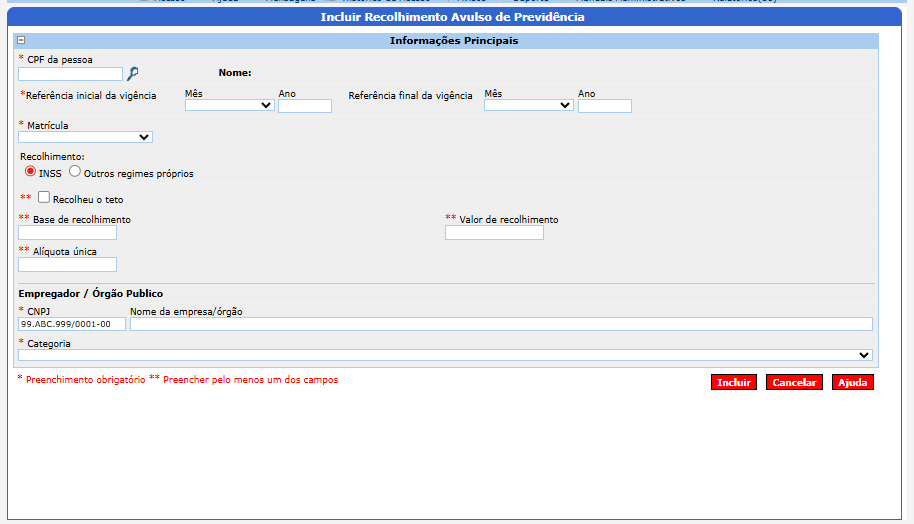 Incluir Recolhimento Avulso de Previdência
Informações Principais
* CPF da pessoa
Nome:
*Referência inicial da vigência Mês Ano Referência final da vigência Mês Ano
* Matrícula
Recolhimento:
INSS Outros regimes próprios
** Recolheu o teto
** Base de recolhimento ** Valor de recolhimento
** Alíquota única
Empregador / Órgão Publico
* CNPJ Nome da empresa/órgão
99.ABC.999/0001-00
* Categoria
* Preenchimento obrigatório ** Preencher pelo menos um dos campos
Incluir Cancelar Ajuda